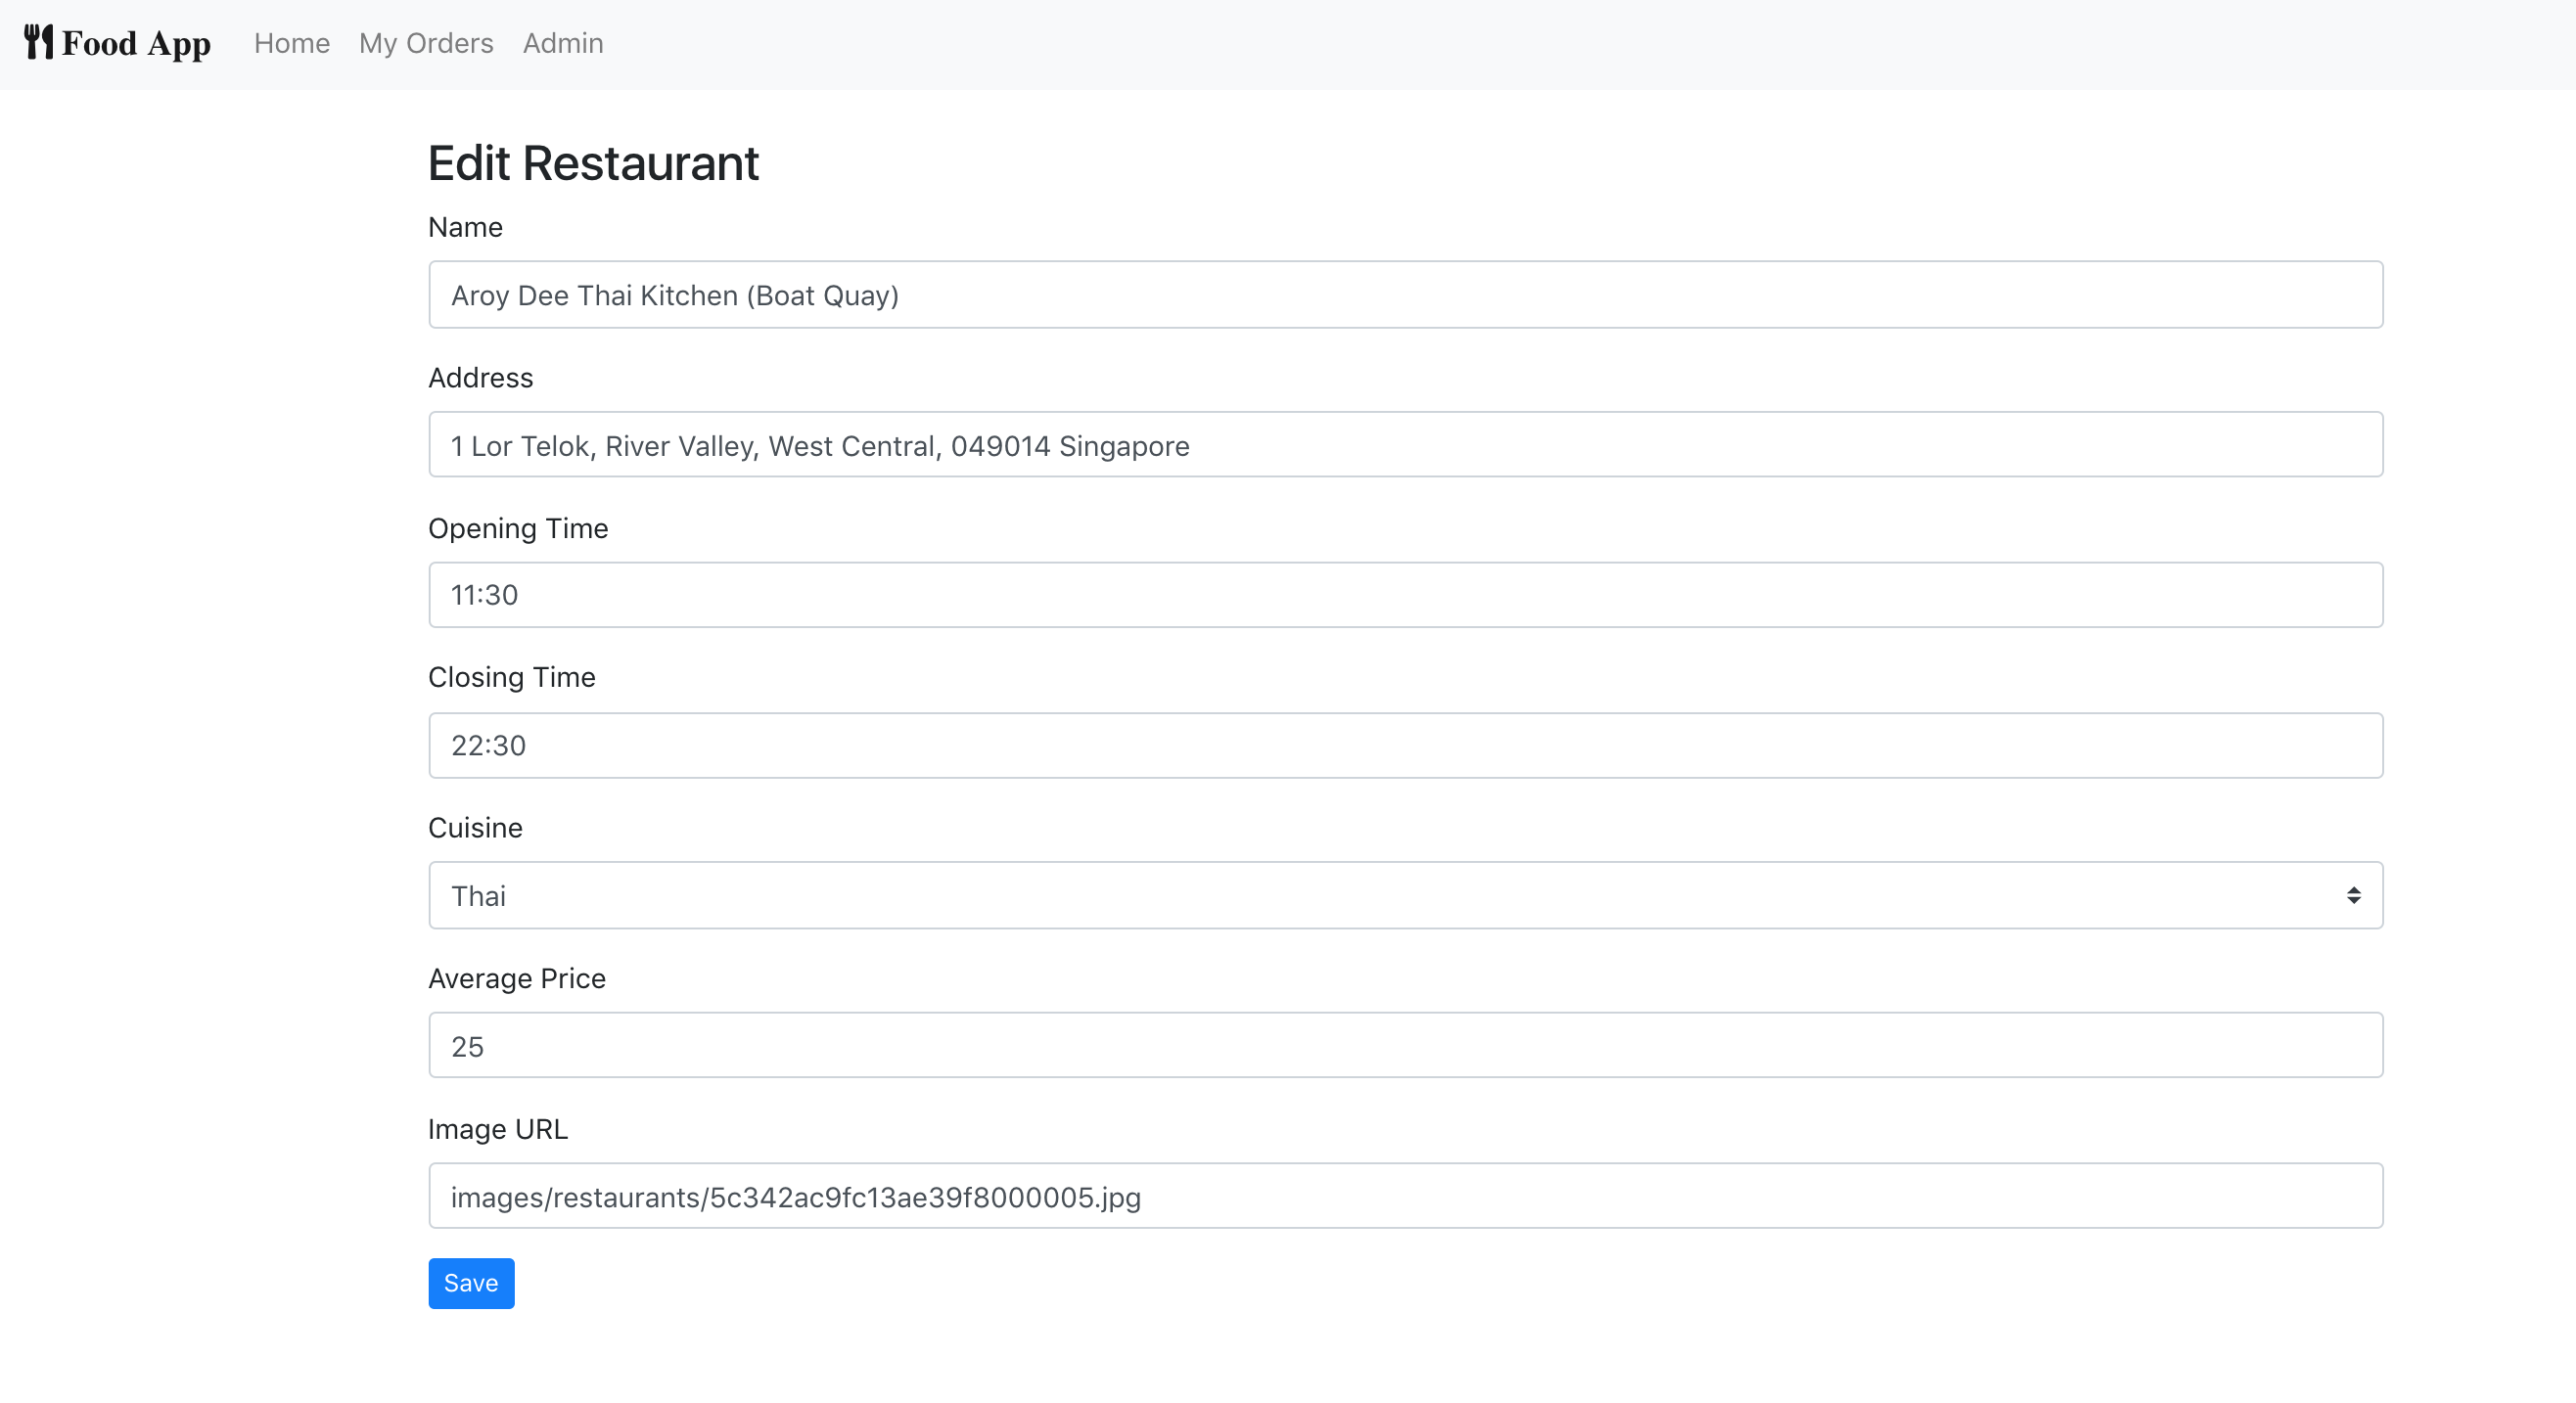 Food App Home My Orders Admin
Edit Restaurant
Name
Aroy Dee Thai Kitchen (Boat Quay)
Address
1 Lor Telok, River Valley, West Central, 049014 Singapore
Opening Time
11:30
Closing Time
22:30
Cuisine
Thai
Average Price
25
Image URL
images/restaurants/5c342ac9fc13ae39f8000005.jpg
Save